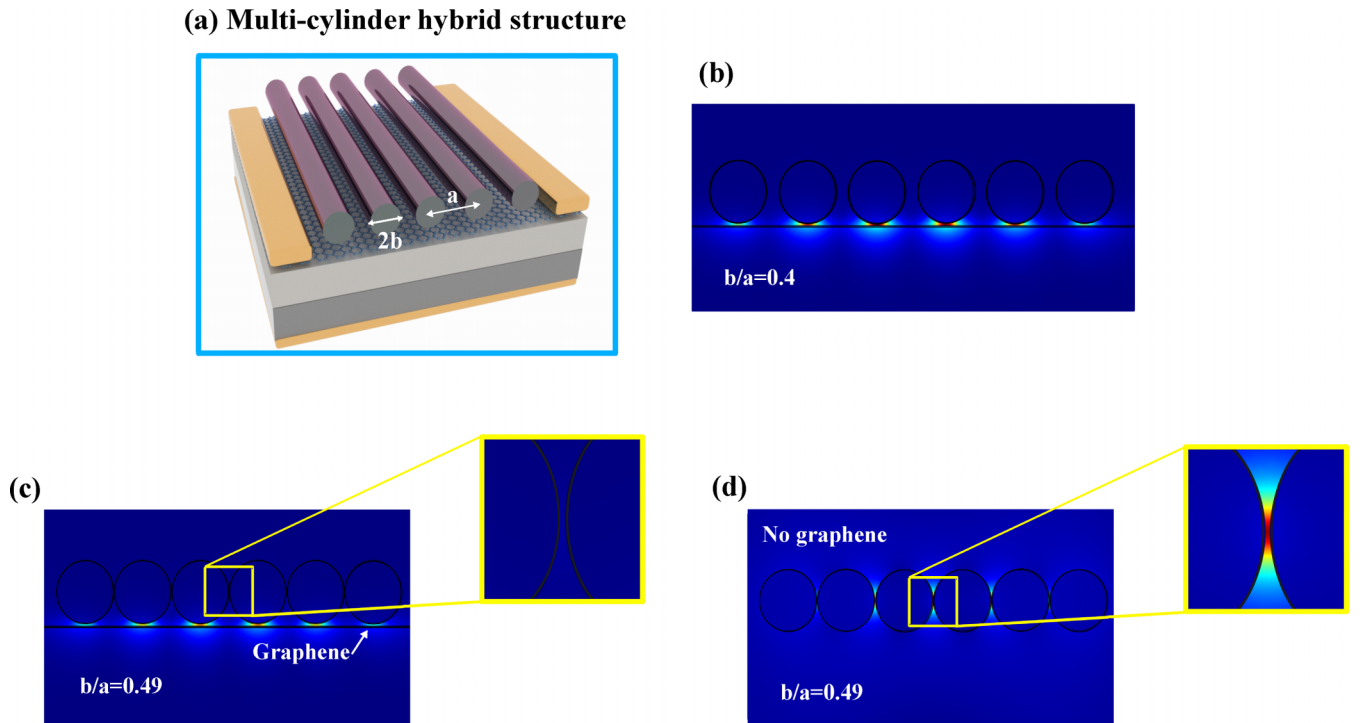 (a) Multi-cylinder hybrid structure
a
2b
(b)
b/a=0.4
(c)
Graphene
b/a=0.49
(d)
No graphene
b/a=0.49